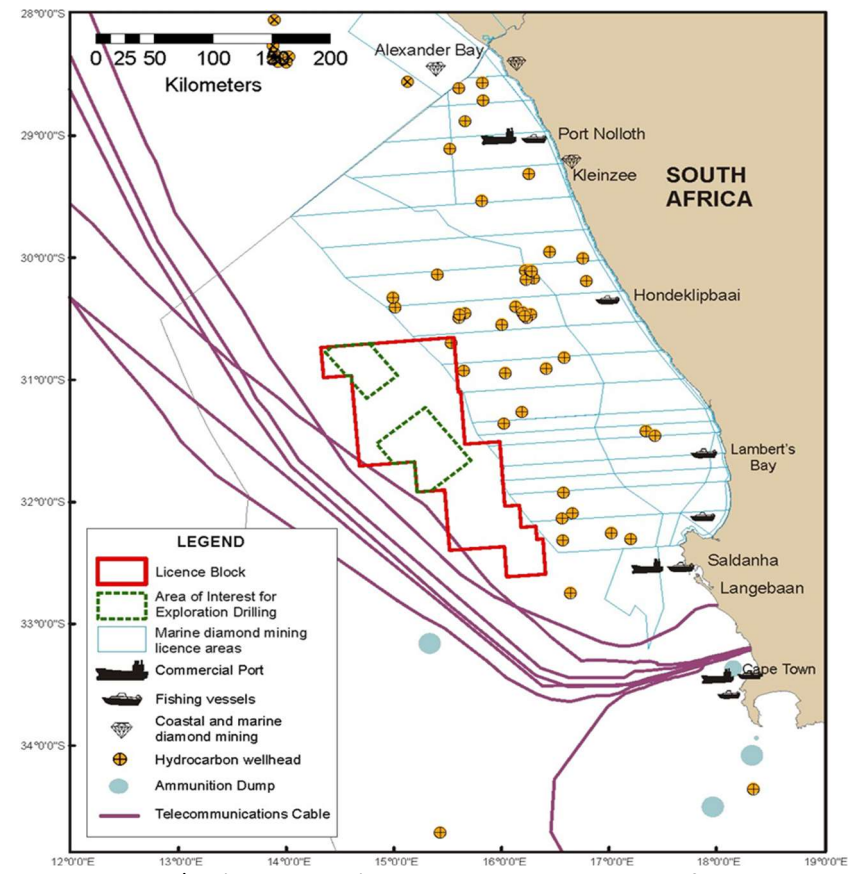 28°0'0"S
29°0'0"S
30°0'0"S
31°0'0"S
32°0'0"S
33°0'0"S
34°0'0"S
0 25 50 100 150 200
Kilometers
Alexander Bay
Port Nolloth
Kleinzee
SOUTH
AFRICA
Hondeklipbaai
Lambert's
Bay
Saldanha
Langebaan
Cape Town
LEGEND
Licence Block
Area of Interest for
Exploration Drilling
Marine diamond mining
licence areas
Commercial Port
Fishing vessels
Coastal and marine
diamond mining
Hydrocarbon wellhead
Ammunition Dump
Telecommunications Cable
12°0'0"E 13°0'0"E 14°0'0"E 15°0'0"E 16°0'0"E 17°0'0"E 18°0'0"E 19°0'0"E